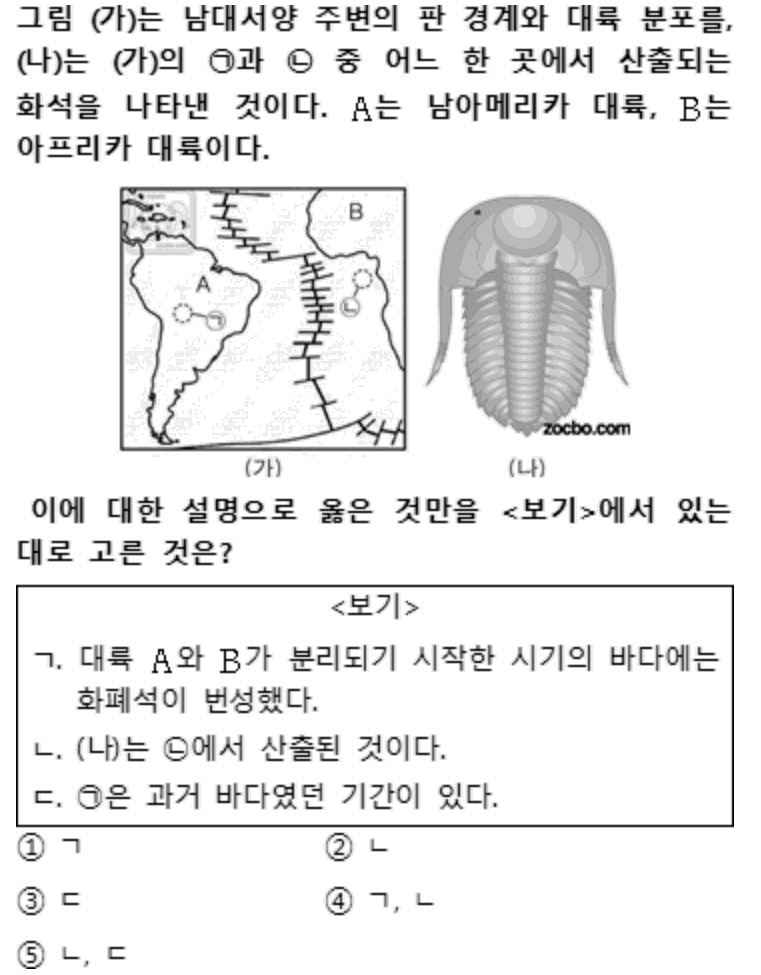 그림 (가)는 남대서양 주변의 판 경계와 대륙 분포를,
(나)는 (가)의 ㉠과 ㉡ 중 어느 한 곳에서 산출되는
화석을 나타낸 것이다. A는 남아메리카 대륙, B는
아프리카 대륙이다.
B
A
㉠
㉡
zocbo.com
(가)
(나)
이에 대한 설명으로 옳은 것만을 <보기>에서 있는
대로 고른 것은?
<보기>
ㄱ. 대륙 A와 B가 분리되기 시작한 시기의 바다에는
화폐석이 번성했다.
ㄴ. (나)는 ㉡에서 산출된 것이다.
ㄷ. ㉠은 과거 바다였던 기간이 있다.
① ㄱ
② ㄴ
③ ㄷ
④ ㄱ, ㄴ
⑤ ㄴ, ㄷ